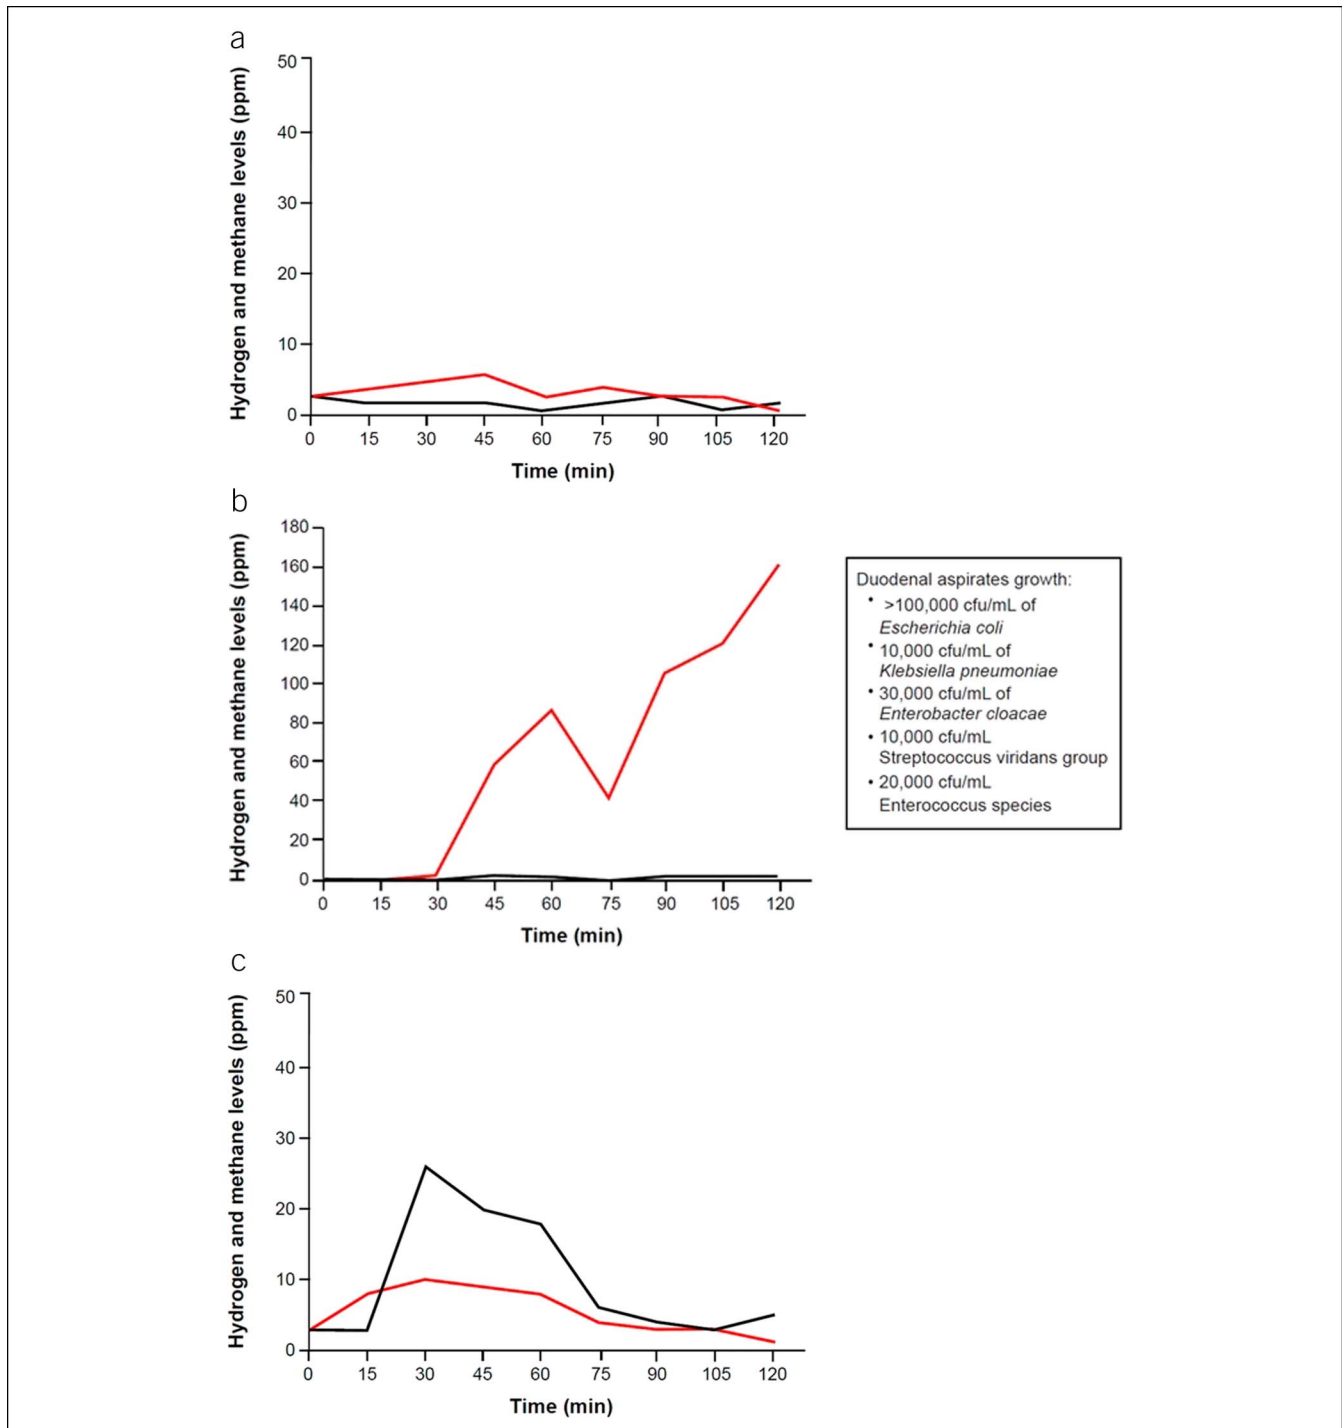 a
Hydrogen and methane levels (ppm)
50
40
30
20
10
0
0 15 30 45 60 75 90 105 120
Time (min)
b
Hydrogen and methane levels (ppm)
180
160
140
120
100
80
60
40
20
0
0 15 30 45 60 75 90 105 120
Time (min)
Duodenal aspirates growth:
• >100,000 cfu/mL of
Escherichia coli
• 10,000 cfu/mL of
Klebsiella pneumoniae
• 30,000 cfu/mL of
Enterobacter cloacae
• 10,000 cfu/mL
Streptococcus viridans group
• 20,000 cfu/mL
Enterococcus species
c
Hydrogen and methane levels (ppm)
50
40
30
20
10
0
0 15 30 45 60 75 90 105 120
Time (min)